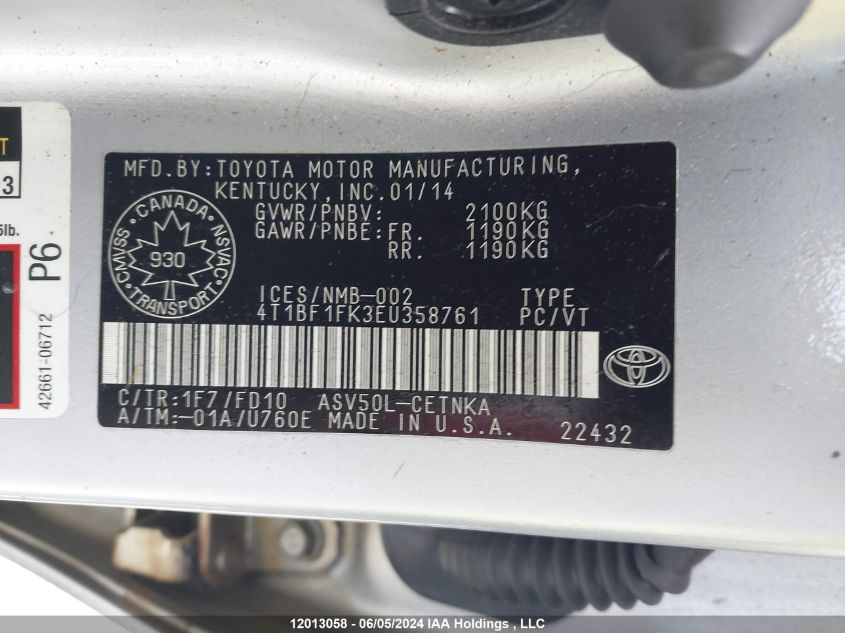 T
3
5lb.
P6
42661-06712
MFD.BY:TOYOTA MOTOR MANUFACTURING,
KENTUCKY,INC.01/14
GVWR/PNBV: 2100KG
GAWR/PNBE: FR. 1190KG
RR. 1190KG
CANADA
CMVSS NSVAC
930
TRANSPORT
ICES/NMB-002 TYPE
4T1BF1FK3EU358761 PC/VT
C/TR:1F7/FD10 ASV50L-CETNKA
A/TM:-01A/U760E MADE IN U.S.A. 22432
12013058 - 06/05/2024 IAA Holdings , LLC